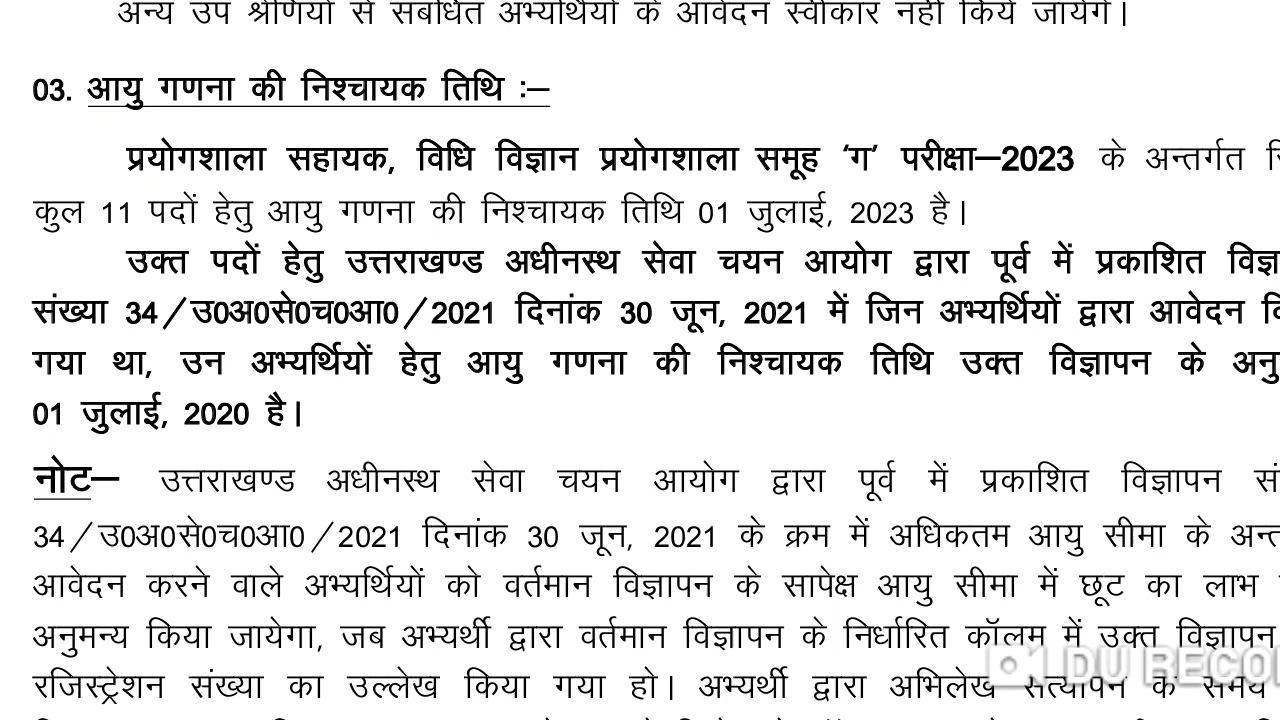 अन्य उप श्रेणियों से संबंधित अभ्यर्थियों के आवेदन स्वीकार नहीं किये जायेंगे।
03. आयु गणना की निश्चायक तिथि :–
प्रयोगशाला सहायक, विधि विज्ञान प्रयोगशाला समूह ‘ग’ परीक्षा–2023 के अन्तर्गत
कुल 11 पदों हेतु आयु गणना की निश्चायक तिथि 01 जुलाई, 2023 है।
उक्त पदों हेतु उत्तराखण्ड अधीनस्थ सेवा चयन आयोग द्वारा पूर्व में प्रकाशित
संख्या 34/उ0अ0से0च0आ0/2021 दिनांक 30 जून, 2021 में जिन अभ्यर्थियों द्वारा आवेदन
गया था, उन अभ्यर्थियों हेतु आयु गणना की निश्चायक तिथि उक्त विज्ञापन के
01 जुलाई, 2020 है।
नोट– उत्तराखण्ड अधीनस्थ सेवा चयन आयोग द्वारा पूर्व में प्रकाशित विज्ञापन
34/उ0अ0से0च0आ0/2021 दिनांक 30 जून, 2021 के क्रम में अधिकतम आयु सीमा के
आवेदन करने वाले अभ्यर्थियों को वर्तमान विज्ञापन के सापेक्ष आयु सीमा में छूट का लाभ
अनुमन्य किया जायेगा, जब अभ्यर्थी द्वारा वर्तमान विज्ञापन के निर्धारित कॉलम में उक्त विज्ञापन
रजिस्ट्रेशन संख्या का उल्लेख किया गया हो। अभ्यर्थी द्वारा अभिलेख सत्यापन के समय
DU RECO